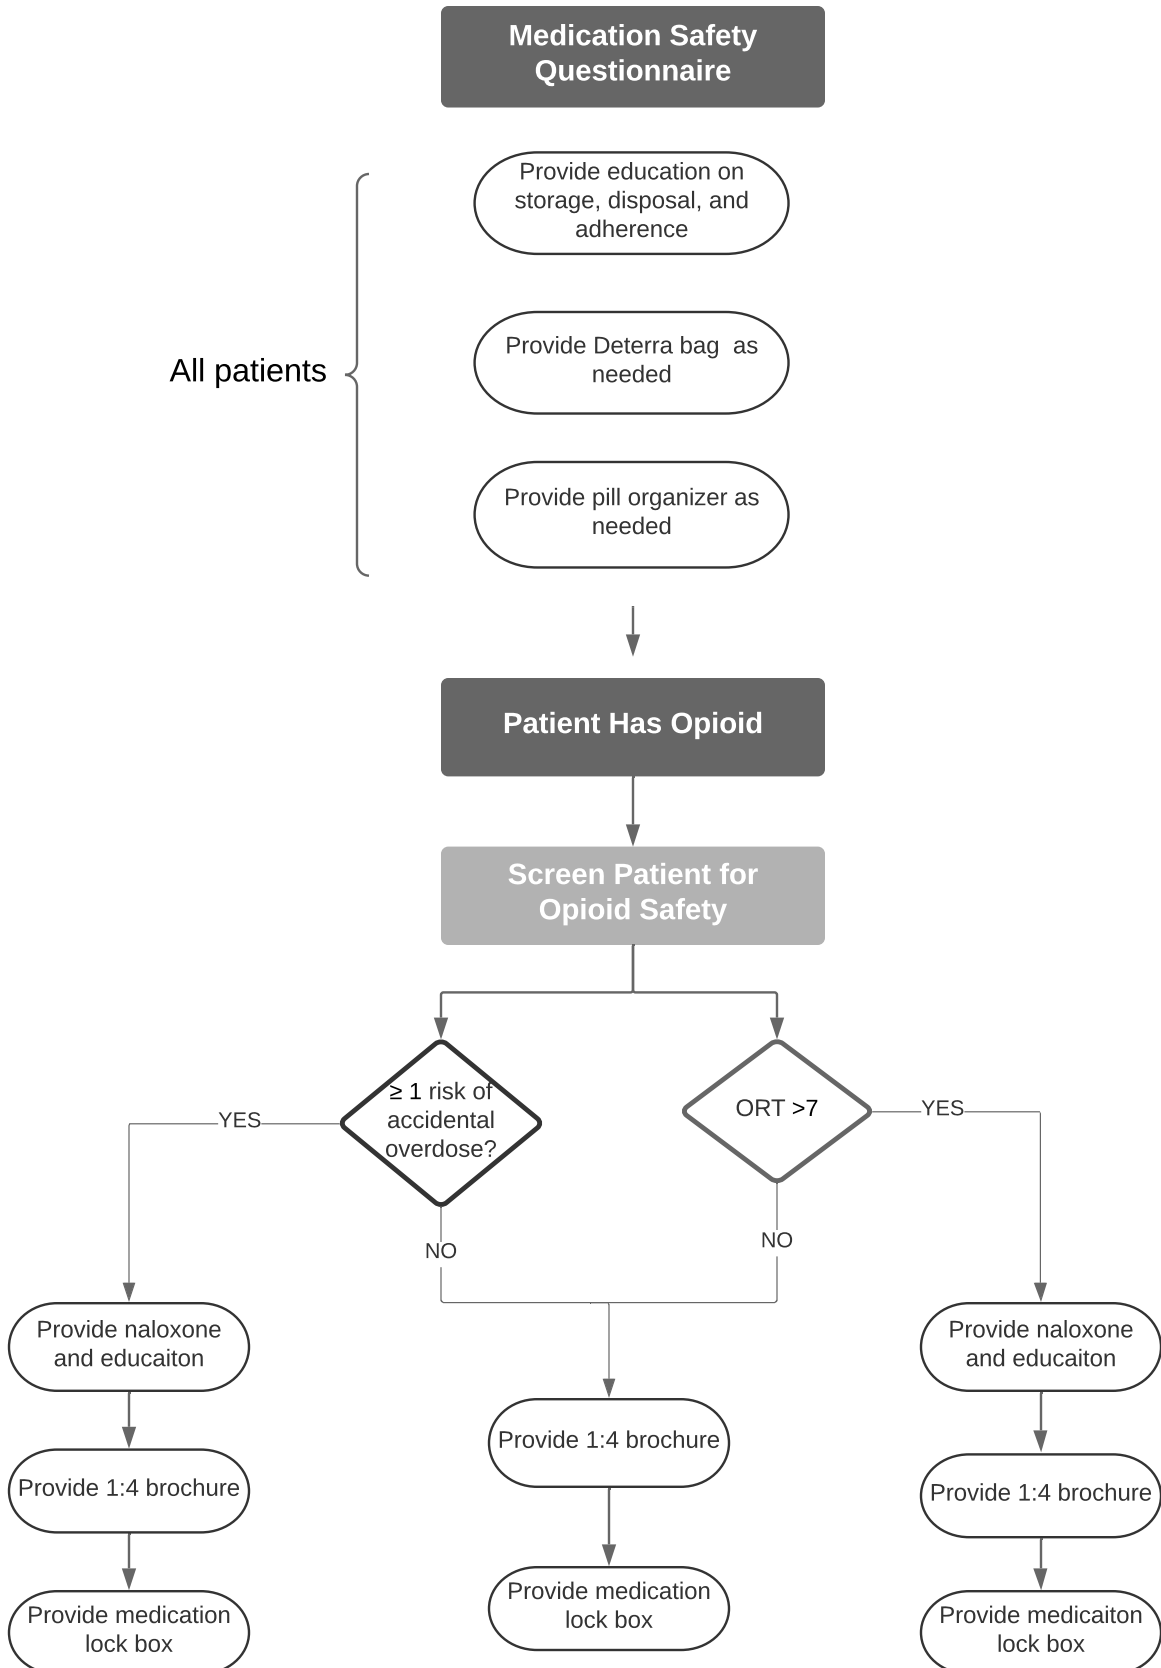 Medication Safety
Questionnaire
Provide education on
storage, disposal, and
adherence
All patients
Provide Deterra bag  as
needed
Provide pill organizer as
needed
Patient Has Opioid
Screen Patient for
Opioid Safety
≥ 1 risk of
accidental
overdose?
ORT >7
YES
YES
NO
NO
Provide naloxone
and educaiton
Provide 1:4 brochure
Provide medication
lock box
Provide 1:4 brochure
Provide medication
lock box
Provide naloxone
and educaiton
Provide 1:4 brochure
Provide medicaiton
lock box